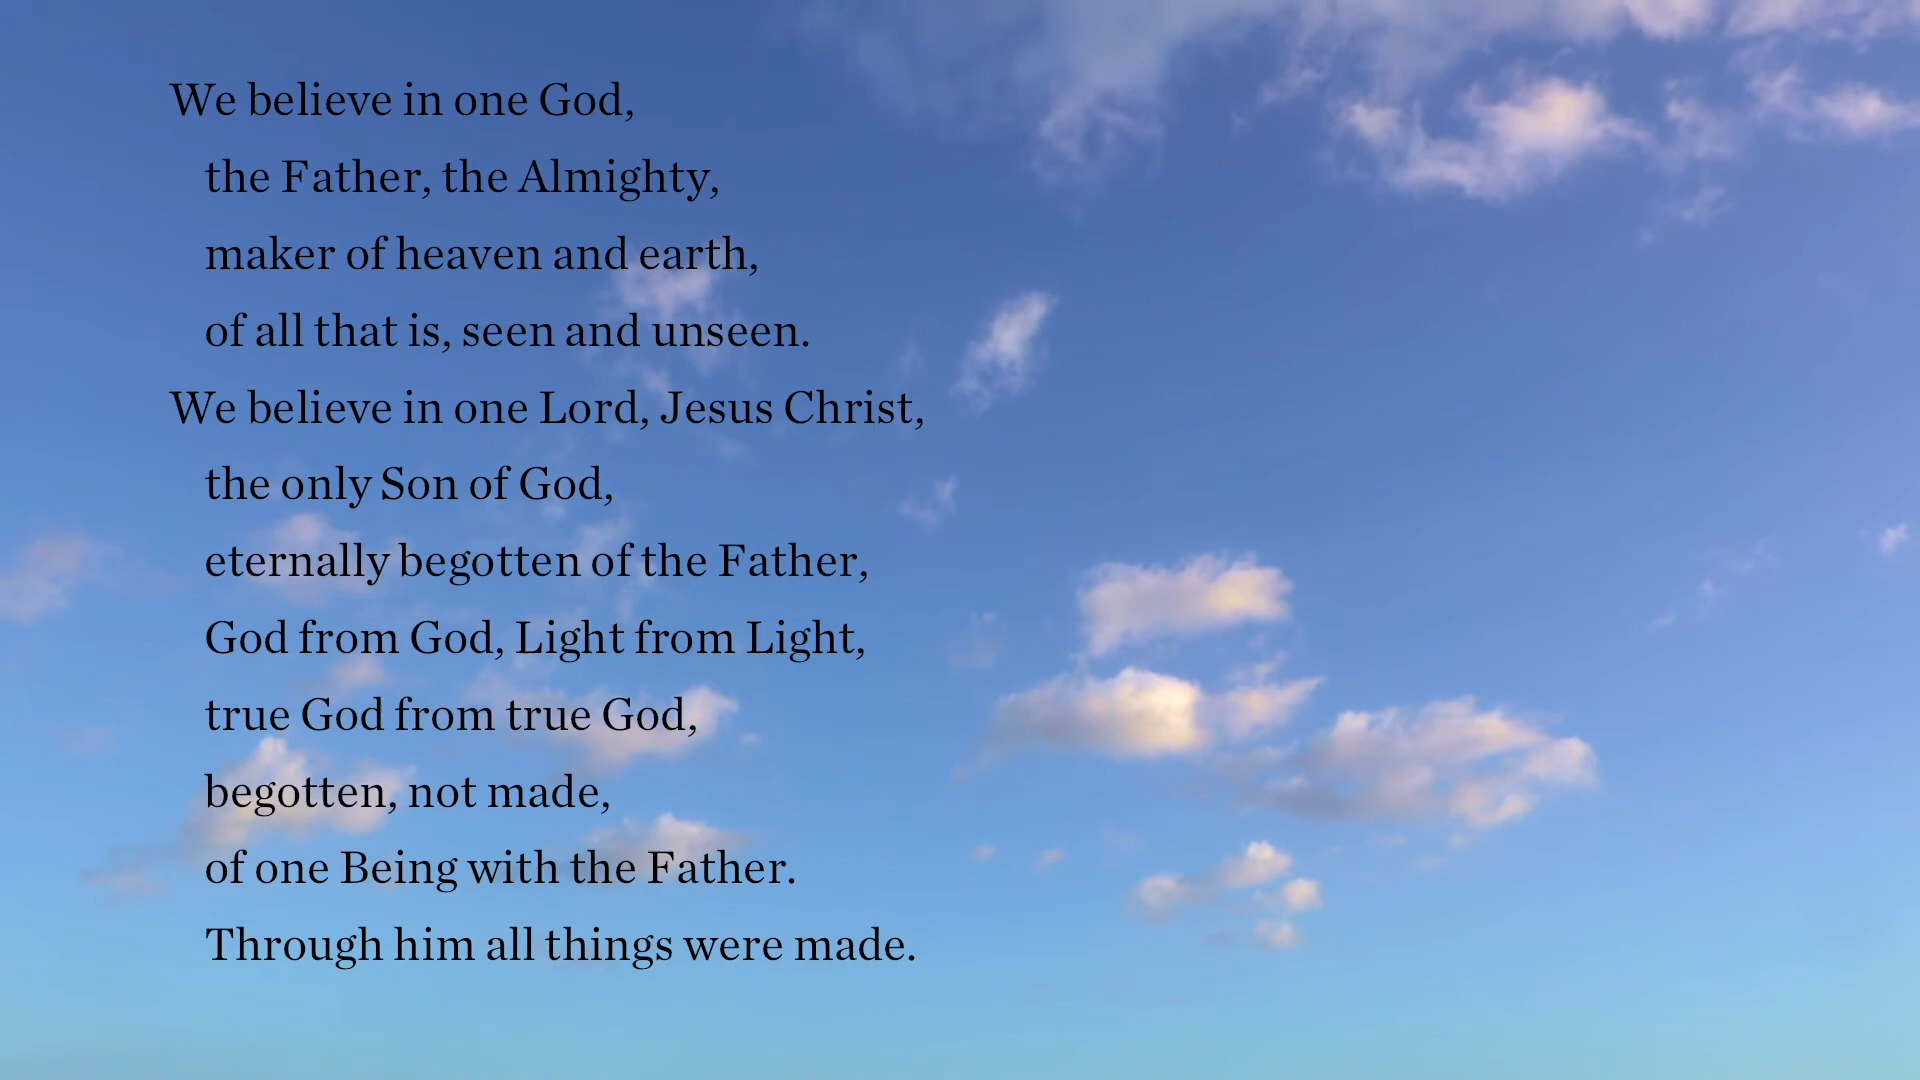 We believe in one God,
the Father, the Almighty,
maker of heaven and earth,
of all that is, seen and unseen.
We believe in one Lord, Jesus Christ,
the only Son of God,
eternally begotten of the Father,
God from God, Light from Light,
true God from true God,
begotten, not made,
of one Being with the Father.
Through him all things were made.